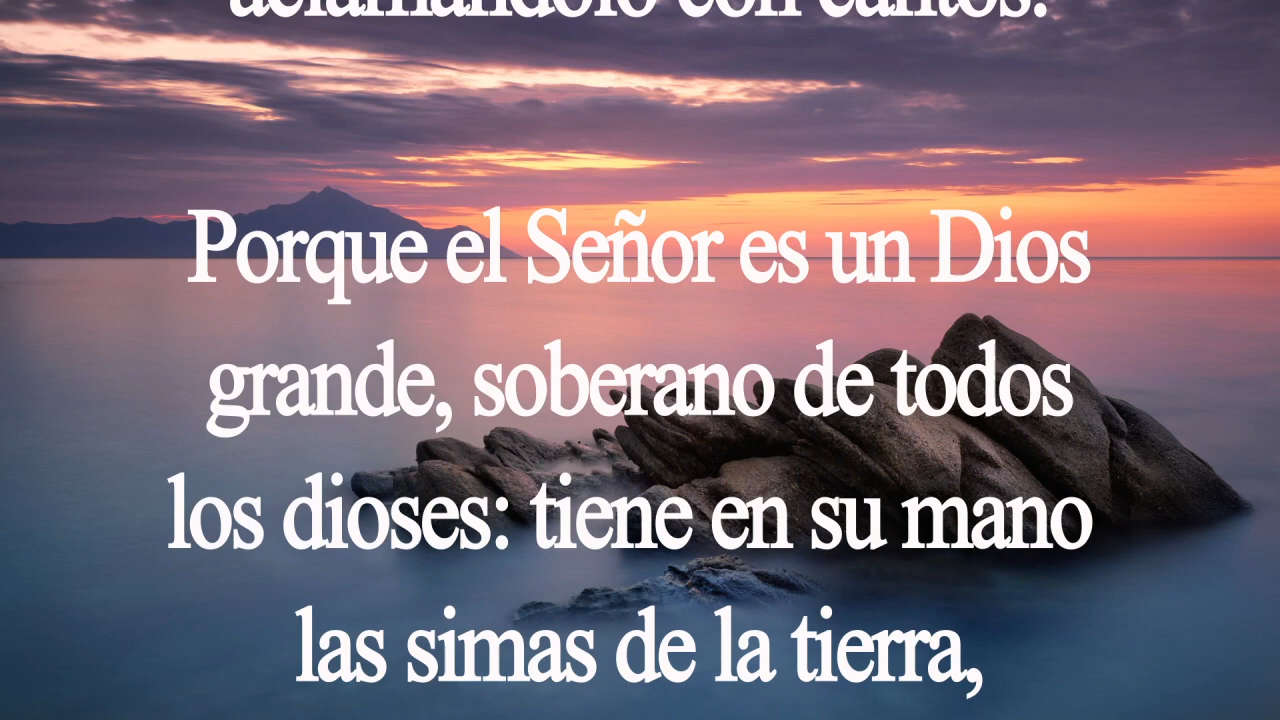 aclamándolo con cantos.
Porque el Señor es un Dios
grande, soberano de todos
los dioses: tiene en su mano
las simas de la tierra,